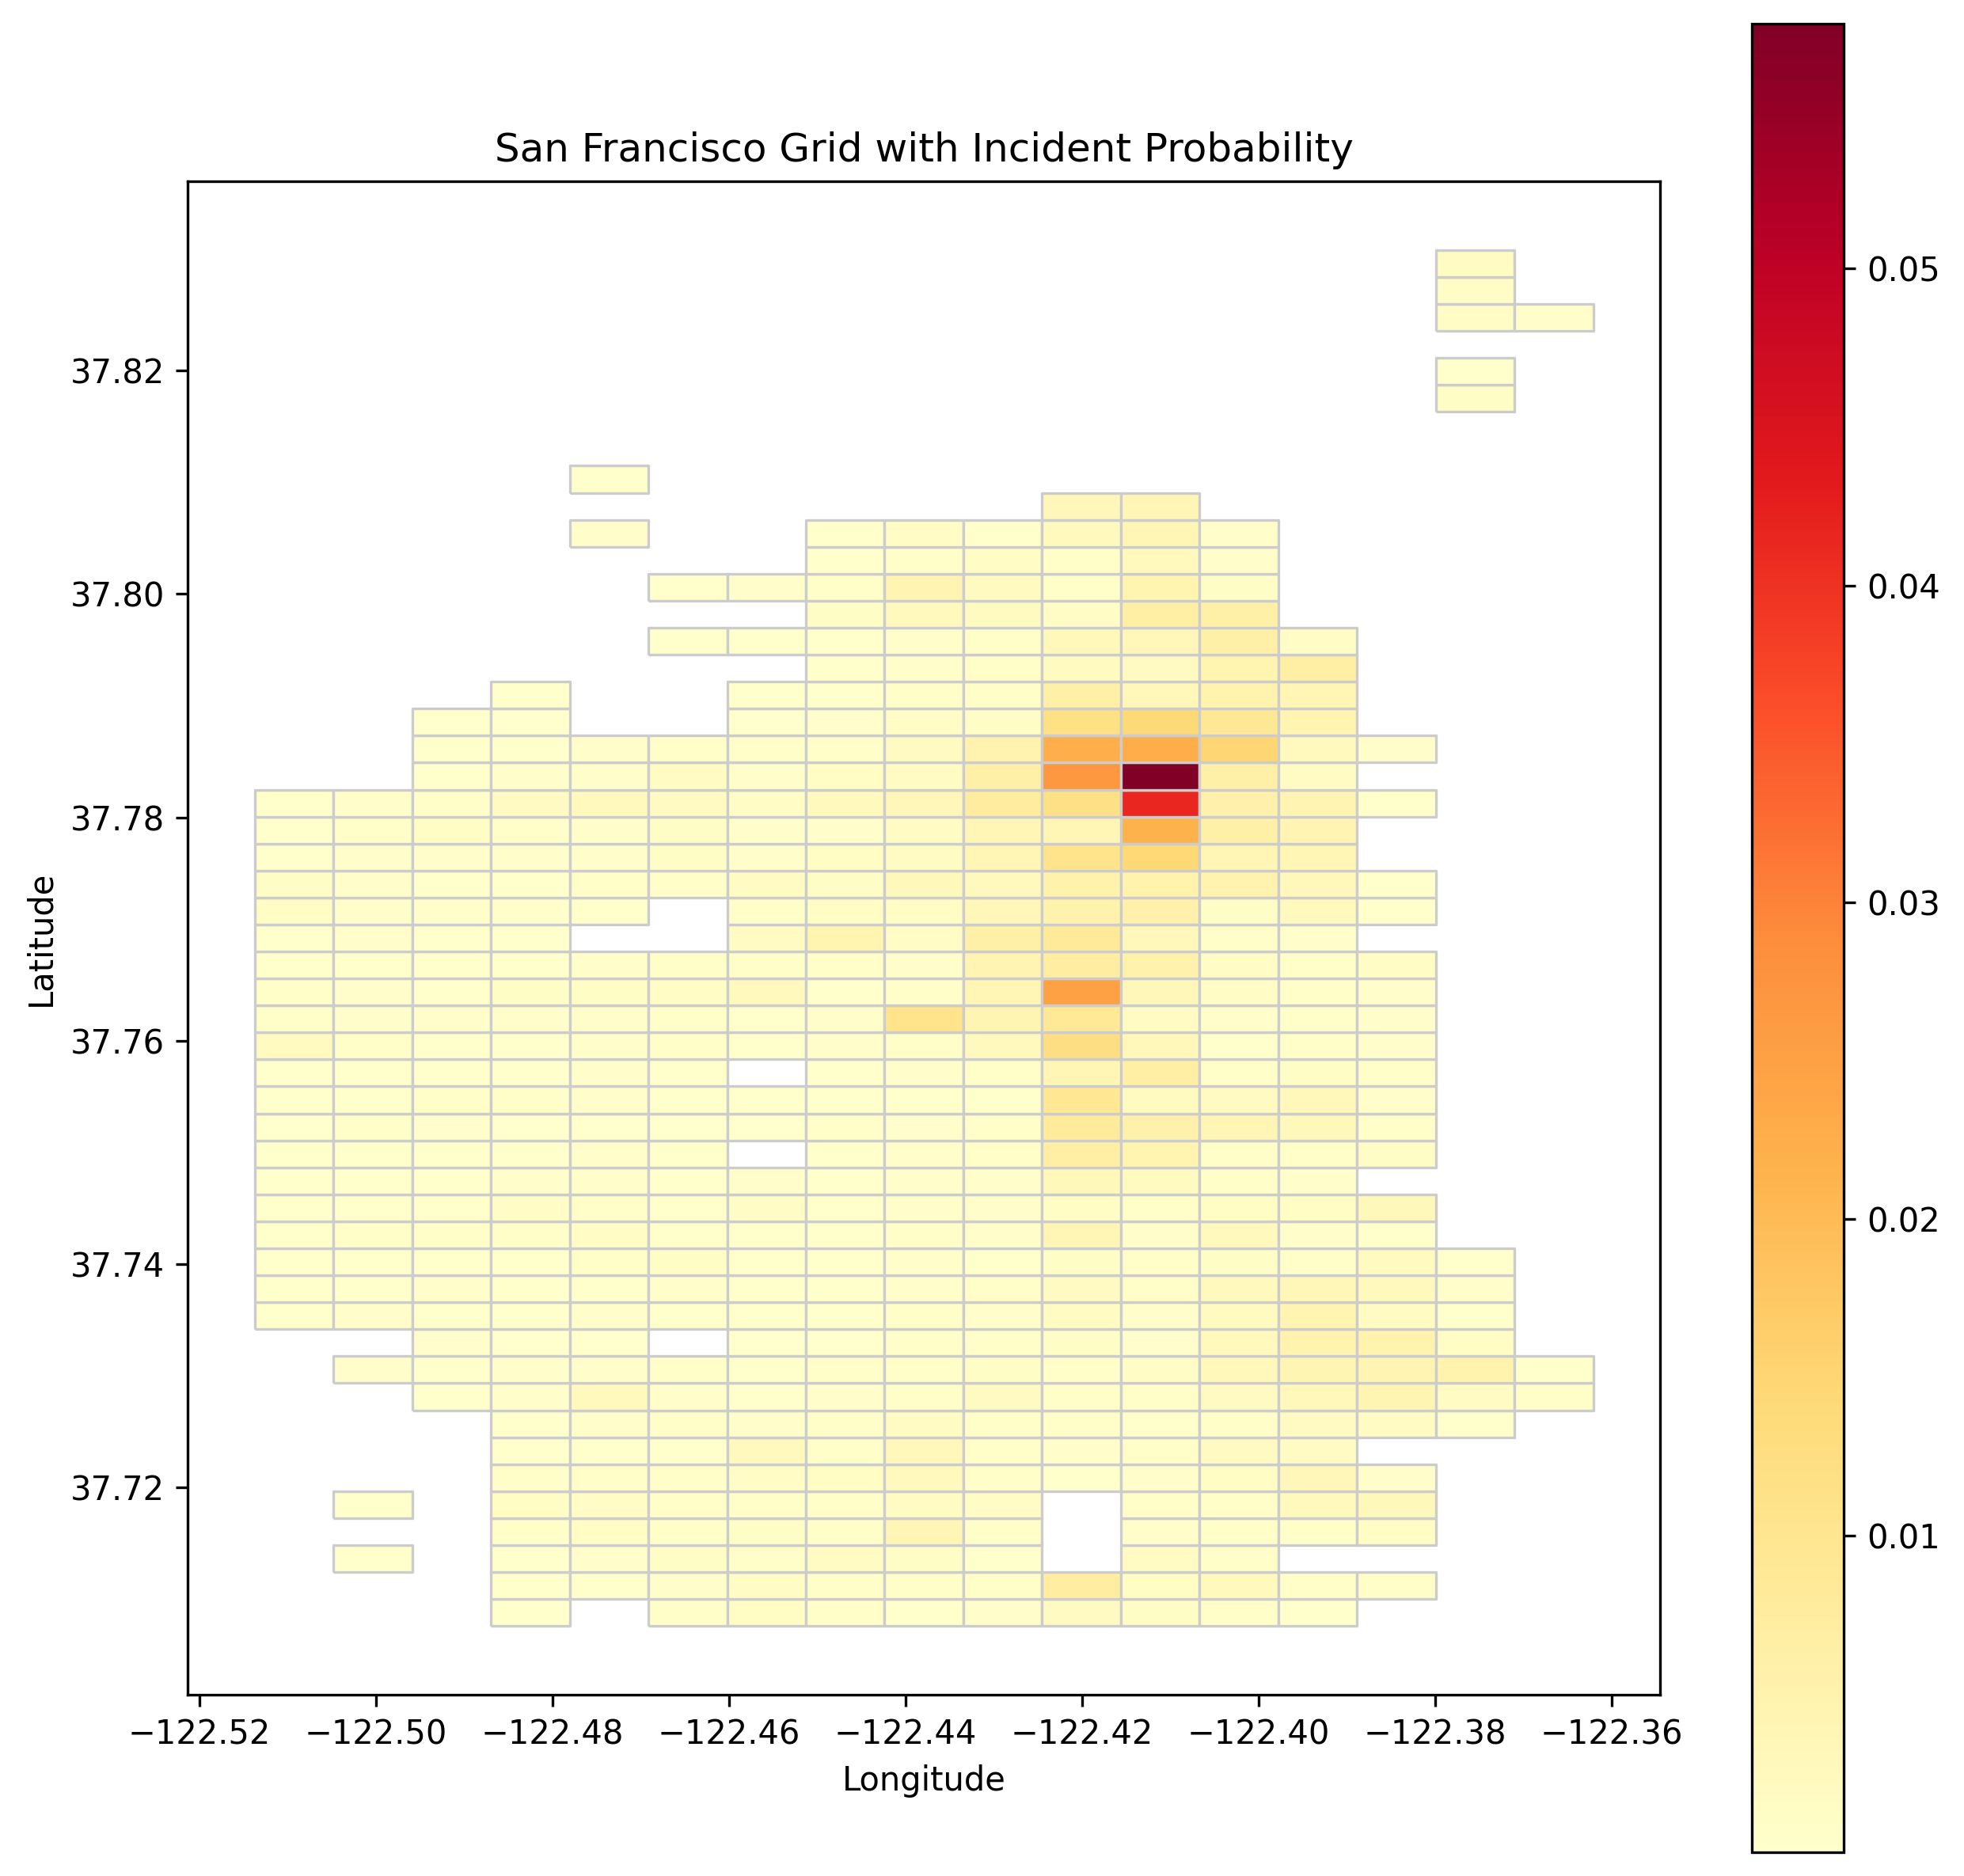 San Francisco Grid with Incident Probability
0.05
0.04
0.03
0.02
0.01
37.82
37.80
37.78
37.76
37.74
37.72
Latitude
−122.52 −122.50 −122.48 −122.46 −122.44 −122.42 −122.40 −122.38 −122.36
Longitude